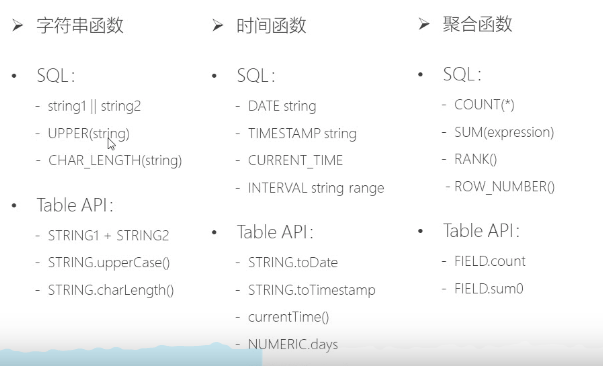 字符串函数
SQL：
- string1 || string2
- UPPER(string)
- CHAR_LENGTH(string)
Table API：
- STRING1 + STRING2
- STRING.upperCase()
- STRING.charLength()
时间函数
SQL：
- DATE string
- TIMESTAMP string
- CURRENT_TIME
- INTERVAL string range
Table API：
- STRING.toDate
- STRING.toTimestamp
- currentTime()
- NUMERIC.days
聚合函数
SQL：
- COUNT(*)
- SUM(expression)
- RANK()
- ROW_NUMBER()
Table API：
- FIELD.count
- FIELD.sum0